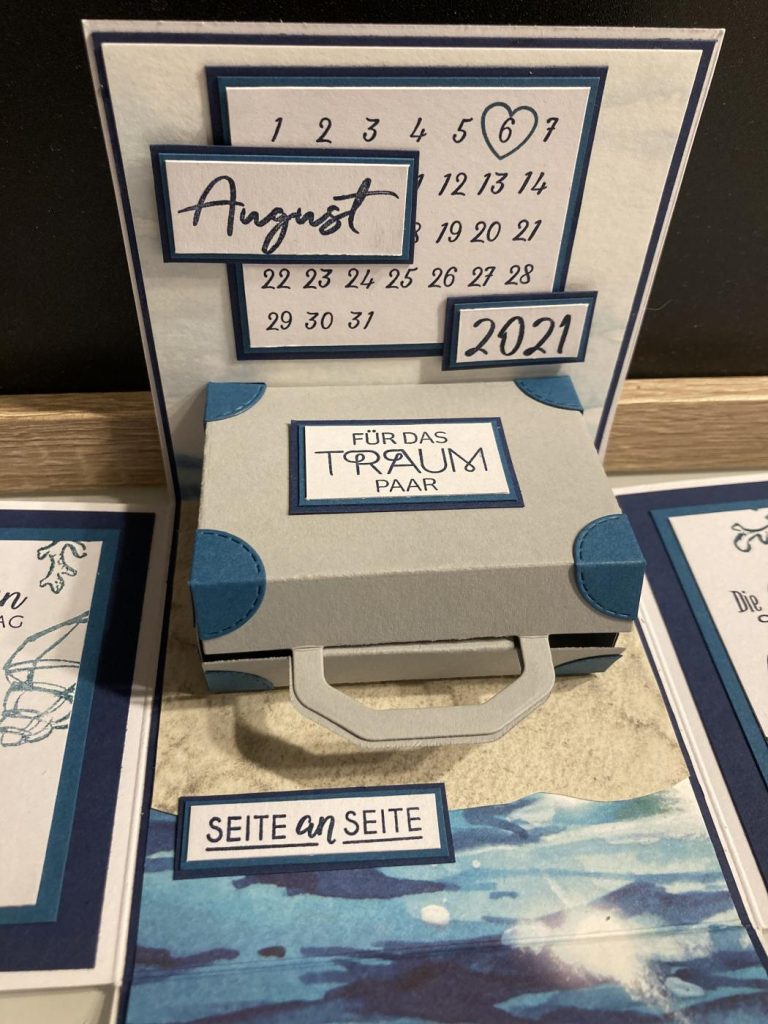 1 2 3 4 5 6 7
August
12 13 14
19 20 21
22 23 24 25 26 27 28
29 30 31
2021
FÜR DAS
TRAUM
PAAR
SEITE an SEITE
Die